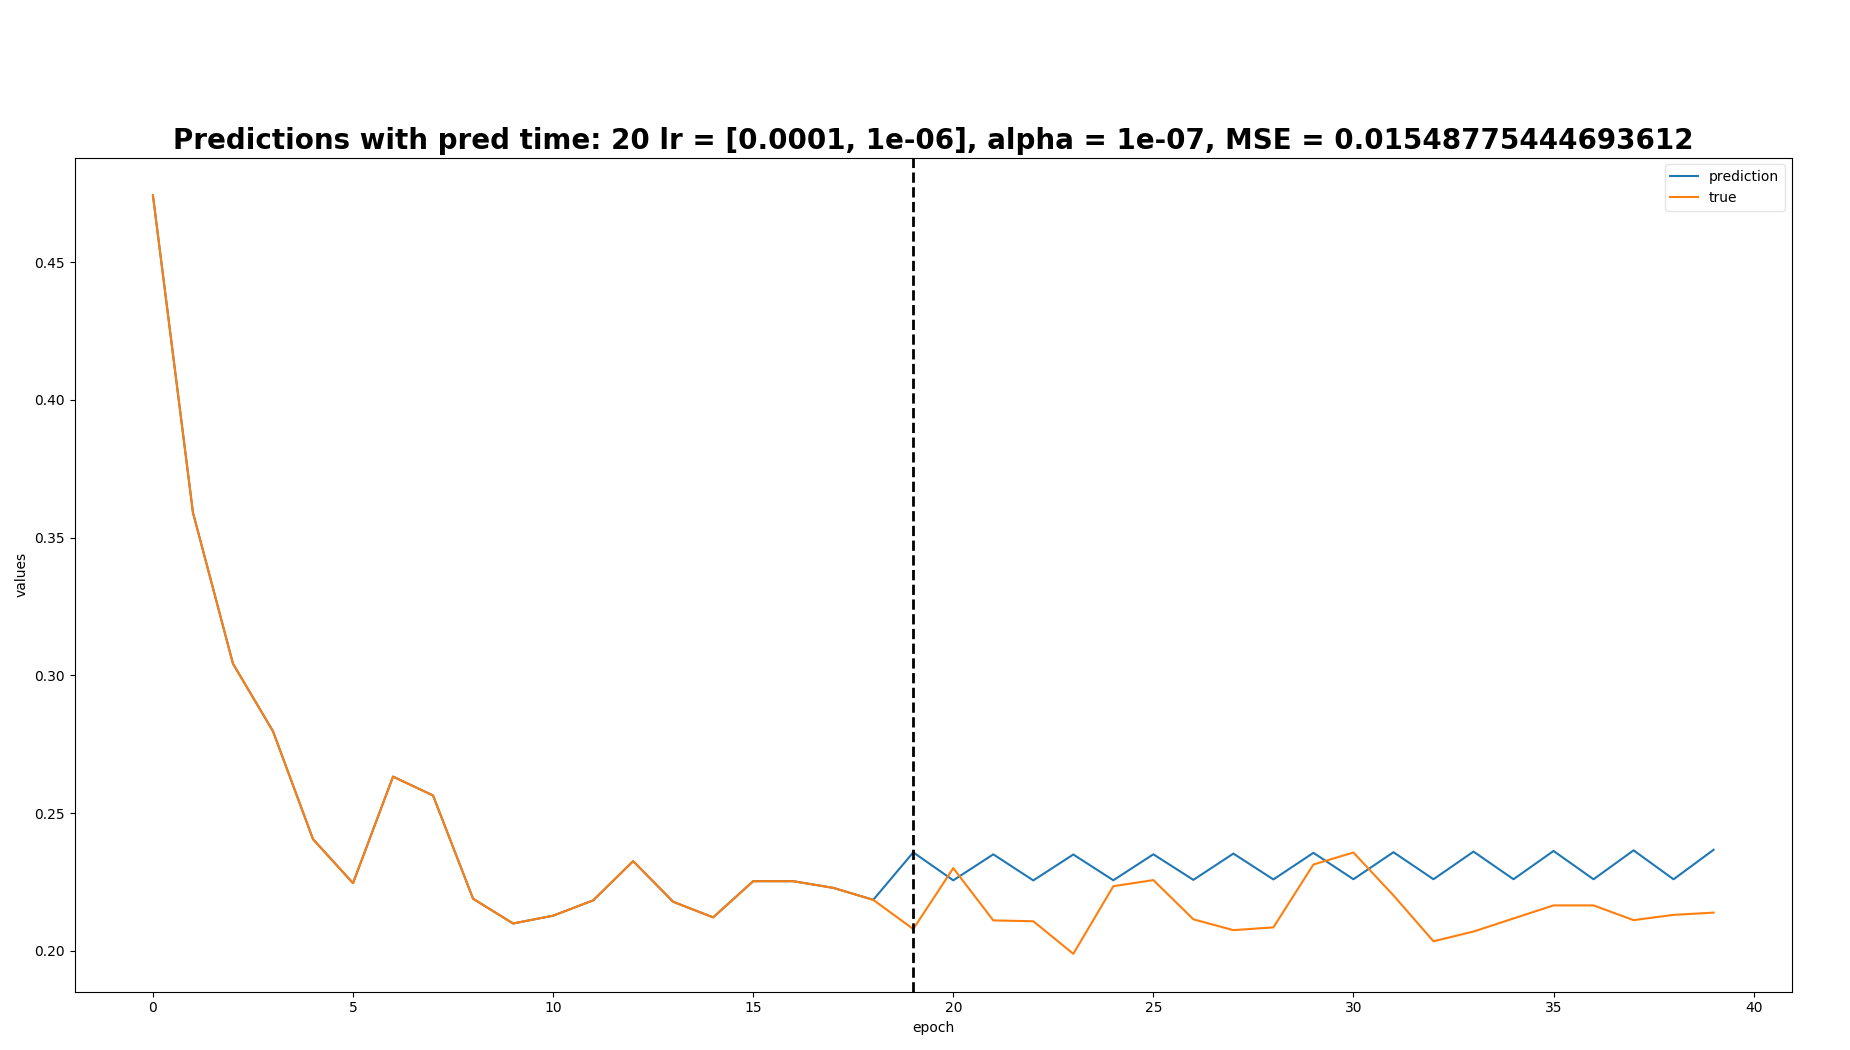 Predictions with pred time: 20 lr = [0.0001, 1e-06], alpha = 1e-07, MSE = 0.01548775444693612
prediction
true
values
0.45
0.40
0.35
0.30
0.25
0.20
0 5 10 15 20 25 30 35 40
epoch